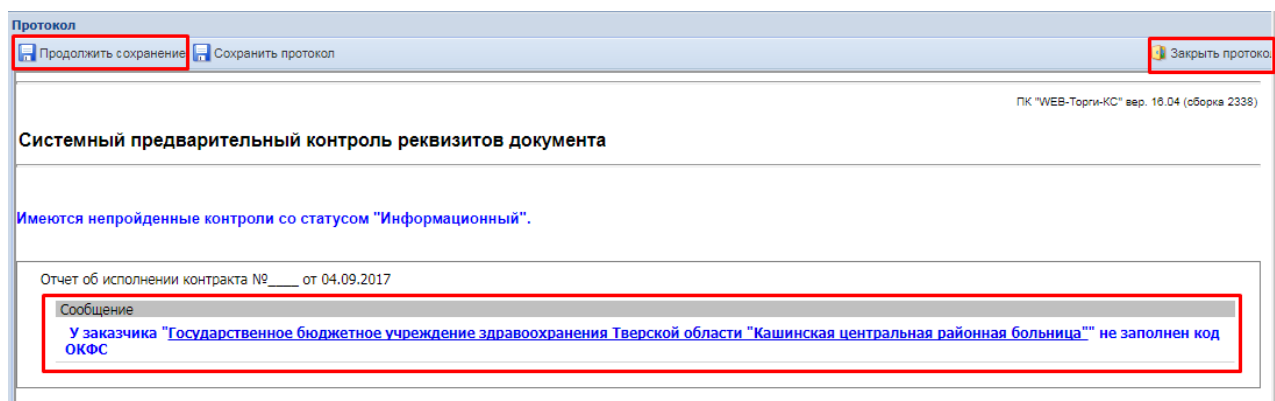 Протокол
Продолжить сохранение Сохранить протокол Закрыть протокол
ПК "WEB-Торги-КС" вер. 16.04 (сборка 2338)
Системный предварительный контроль реквизитов документа
Имеются непройденные контроли со статусом "Информационный".
Отчет об исполнении контракта №____ от 04.09.2017
Сообщение
У заказчика "Государственное бюджетное учреждение здравоохранения Тверской области "Кашинская центральная районная больница"" не заполнен код
ОКФС